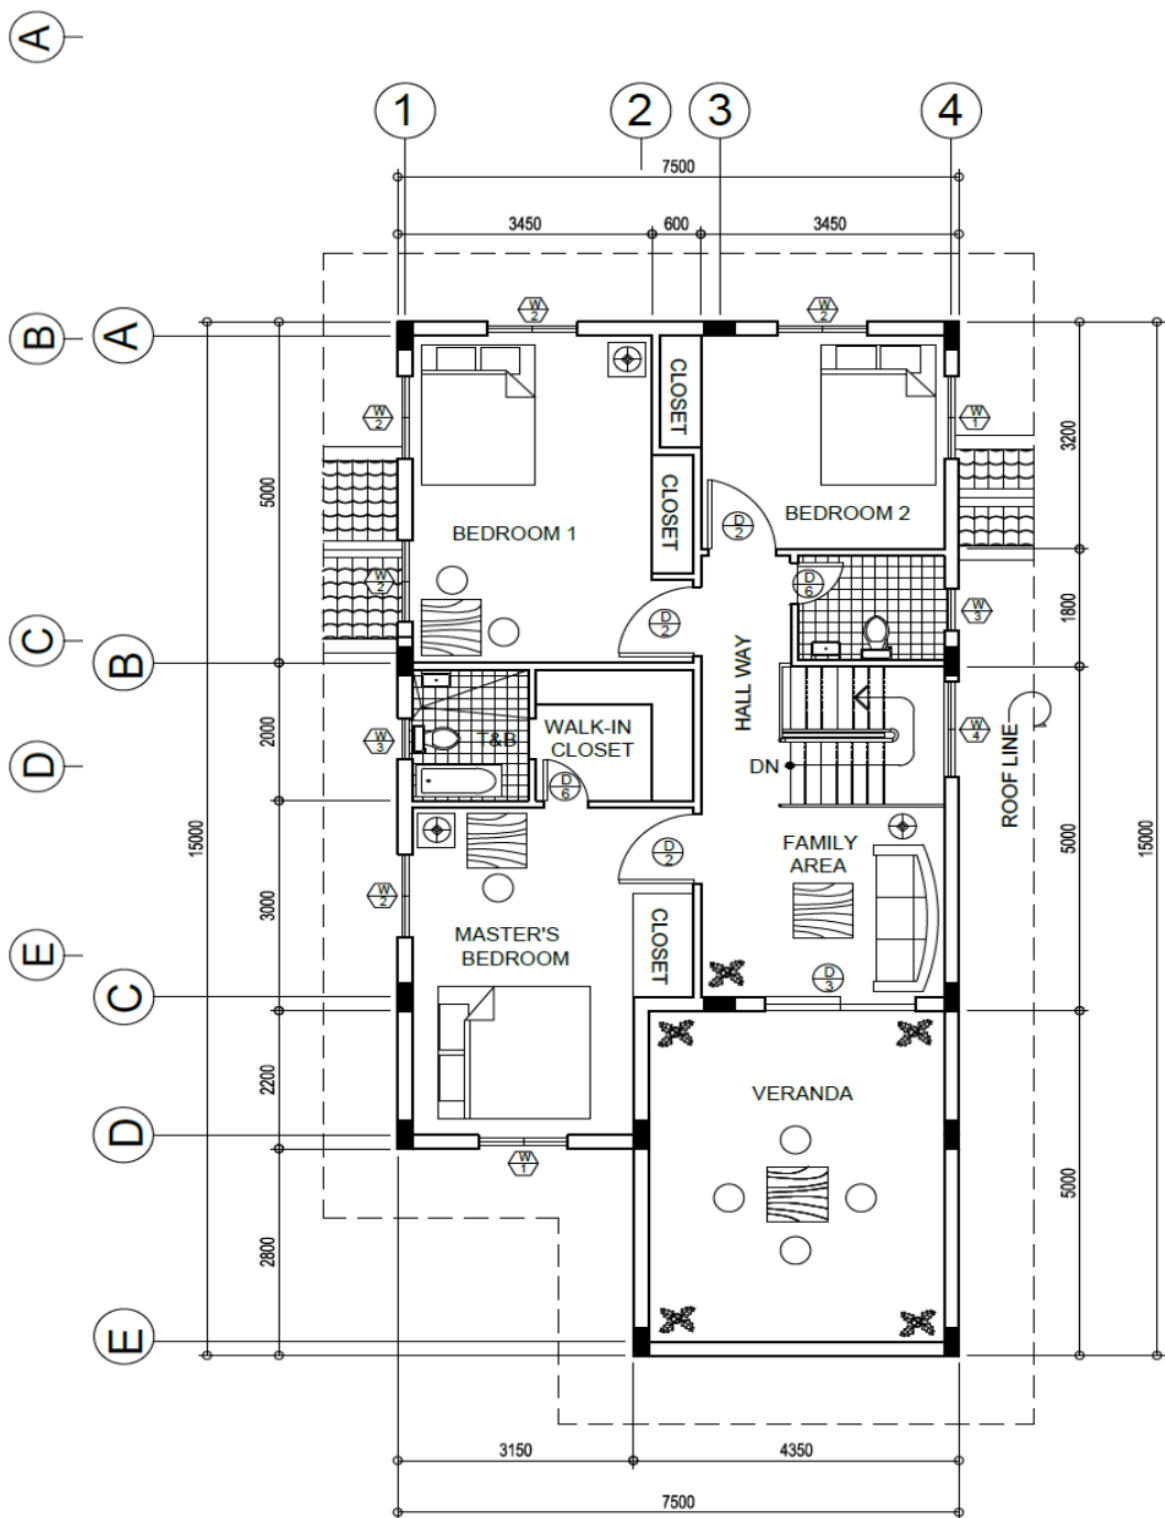 A
1 2 3 4
7500
3450 600 3450
B A
W
2
W
2
CLOSET
W
2
W
1
3200
5000
CLOSET
BEDROOM 1
BEDROOM 2
D
2
W
2
D
6
W
3
1800
C
B
D
2
HALL WAY
WALK-IN
CLOSET
T&B
W
3
2000
D
DN
W
4
ROOF LINE
D
6
15000
FAMILY
AREA
D
2
5000
15000
W
2
3000
CLOSET
MASTER'S
BEDROOM
E
C
D
3
2200
VERANDA
D
W
1
5000
2800
E
3150 4350
7500